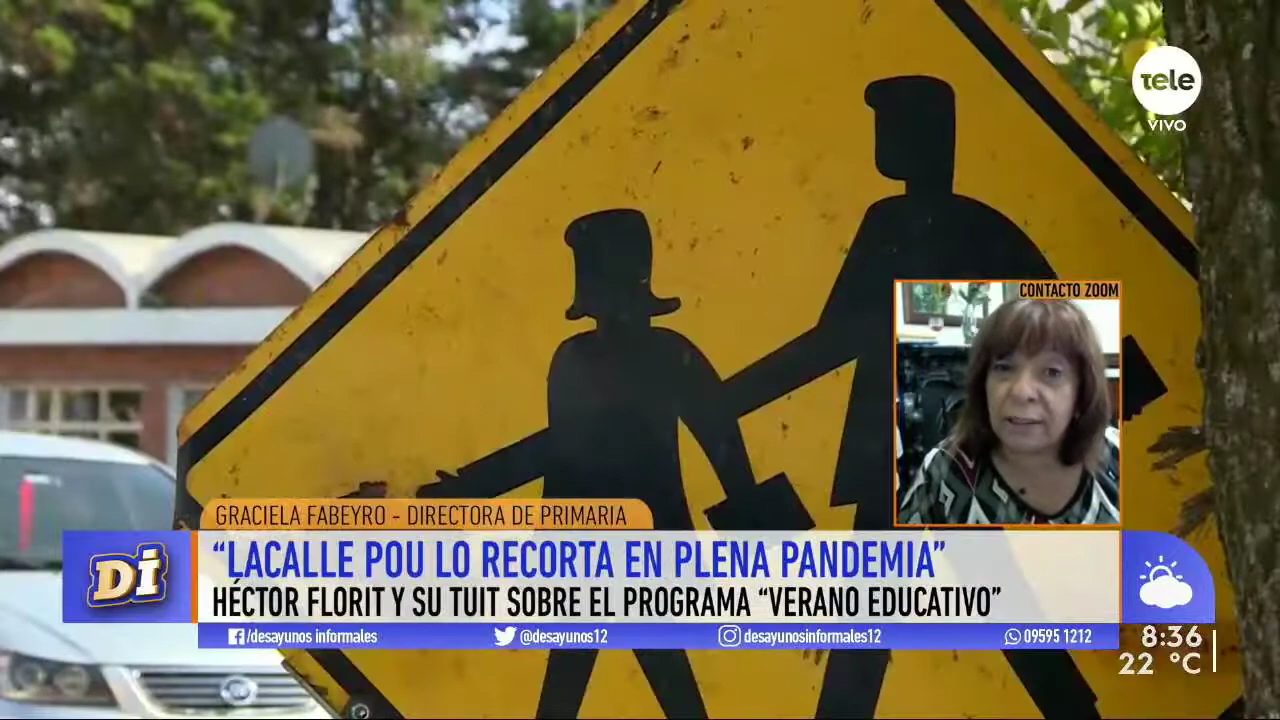 tele
VIVO
CONTACTO ZOOM
GRACIELA FABEYRO - DIRECTORA DE PRIMARIA
Di
“LACALLE POU LO RECORTA EN PLENA PANDEMIA”
HÉCTOR FLORIT Y SU TUIT SOBRE EL PROGRAMA “VERANO EDUCATIVO”
/desayunos informales
@desayunos12
desayunosinformales12
09595 1212
8:36
22 °C